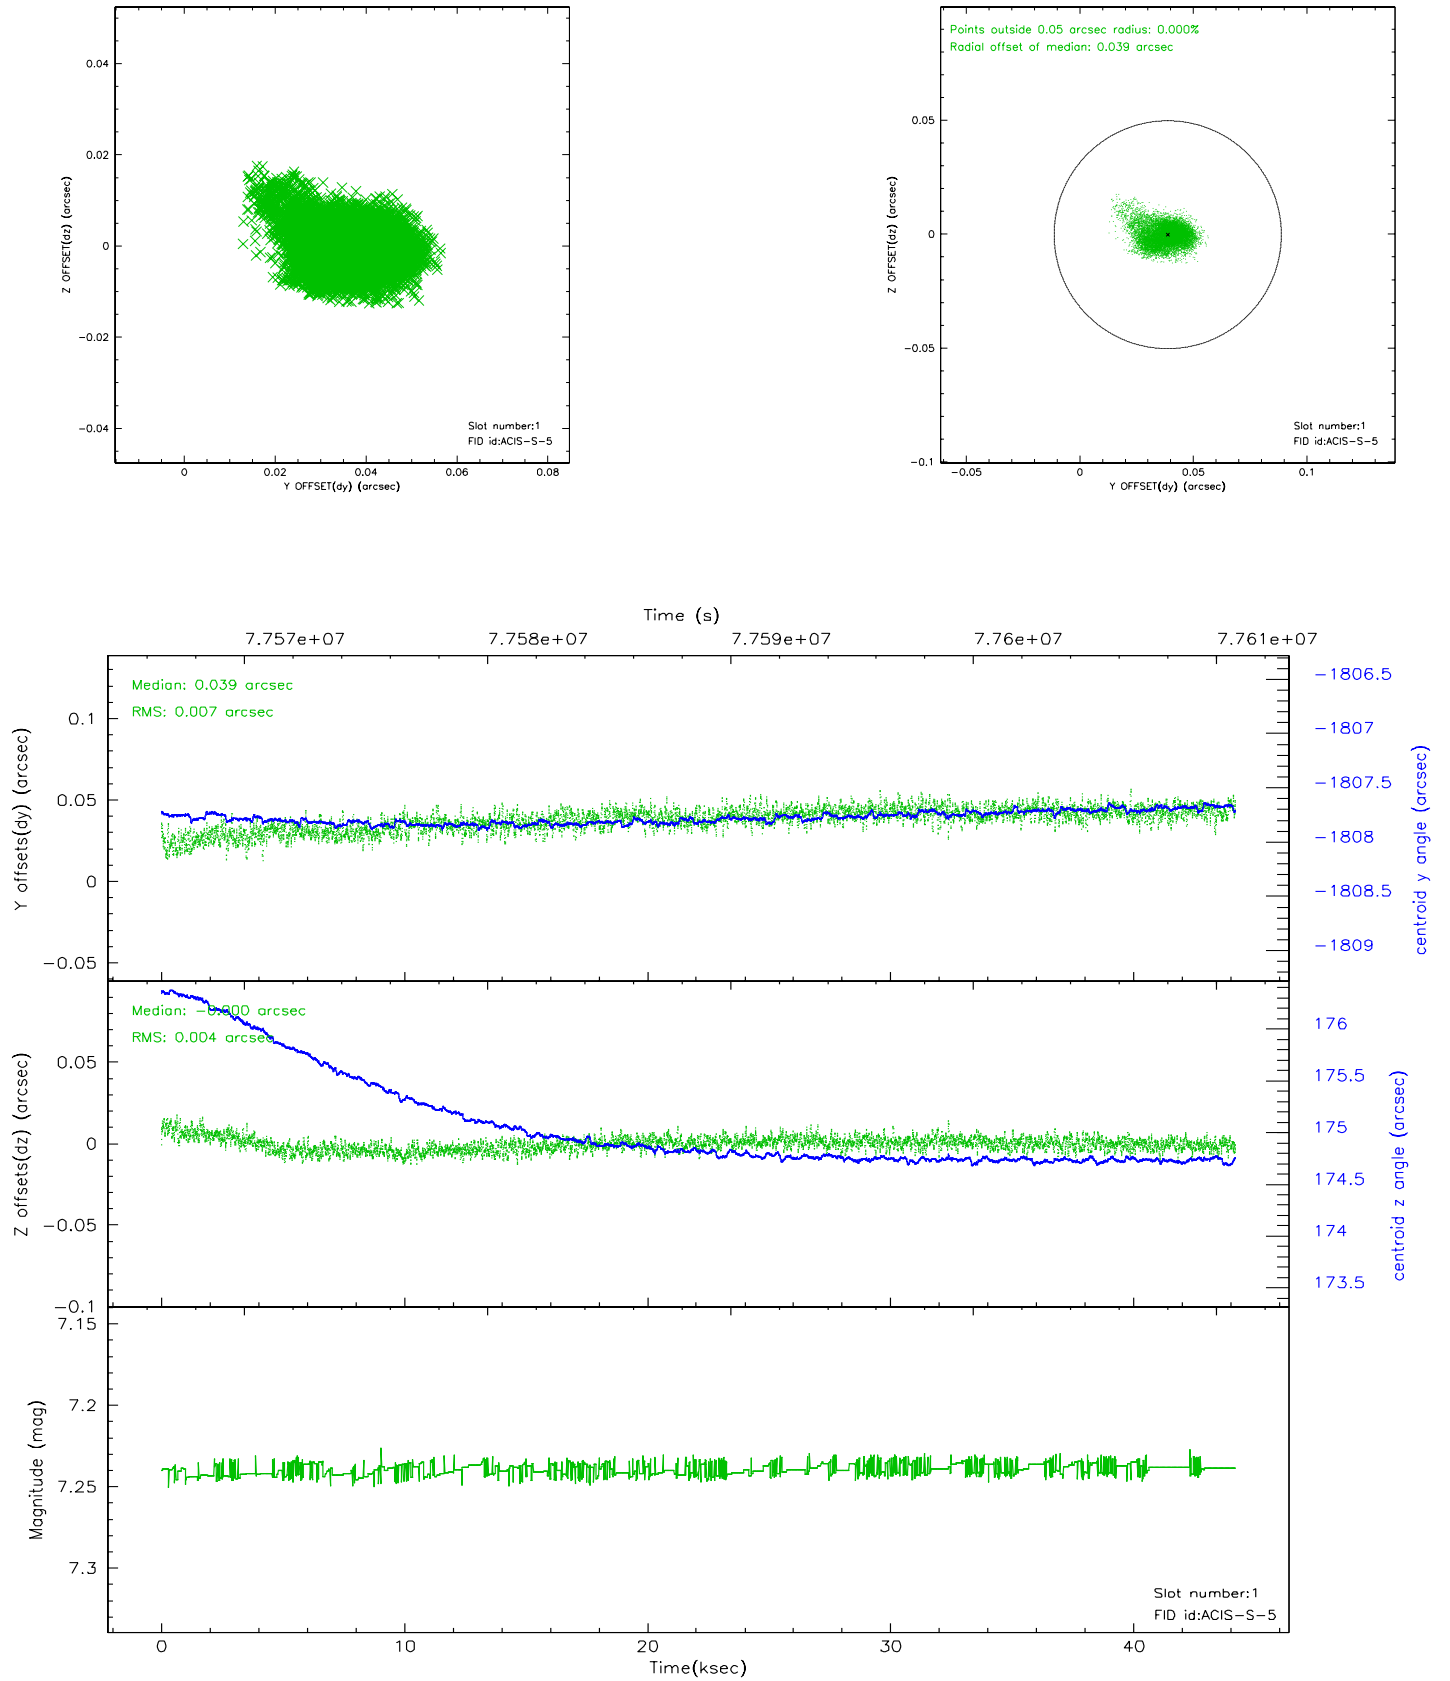 0.04
0.02
0
-0.02
-0.04
Z OFFSET(dz) (arcsec)
Slot number:1
FID id:ACIS-S-5
0 0.02 0.04 0.06 0.08
Y OFFSET(dy) (arcsec)
Points outside 0.05 arcsec radius: 0.000%
Radial offset of median: 0.039 arcsec
0.05
0
-0.05
-0.1
Z OFFSET(dz) (arcsec)
Slot number:1
FID id:ACIS-S-5
-0.05 0 0.05 0.1
Y OFFSET(dy) (arcsec)
Time (s)
7.757e+07 7.758e+07 7.759e+07 7.76e+07 7.761e+07
Median: 0.039 arcsec
RMS: 0.007 arcsec
0.1
0.05
0
-0.05
Y offsets(dy) (arcsec)
-1806.5
-1807
-1807.5
-1808
-1808.5
-1809
centroid y angle (arcsec)
Median: -0.000 arcsec
RMS: 0.004 arcsec
0.05
0
-0.05
-0.1
Z offsets(dz) (arcsec)
176
175.5
175
174.5
174
173.5
centroid z angle (arcsec)
7.15
7.2
7.25
7.3
Magnitude (mag)
Slot number:1
FID id:ACIS-S-5
0 10 20 30 40
Time(ksec)